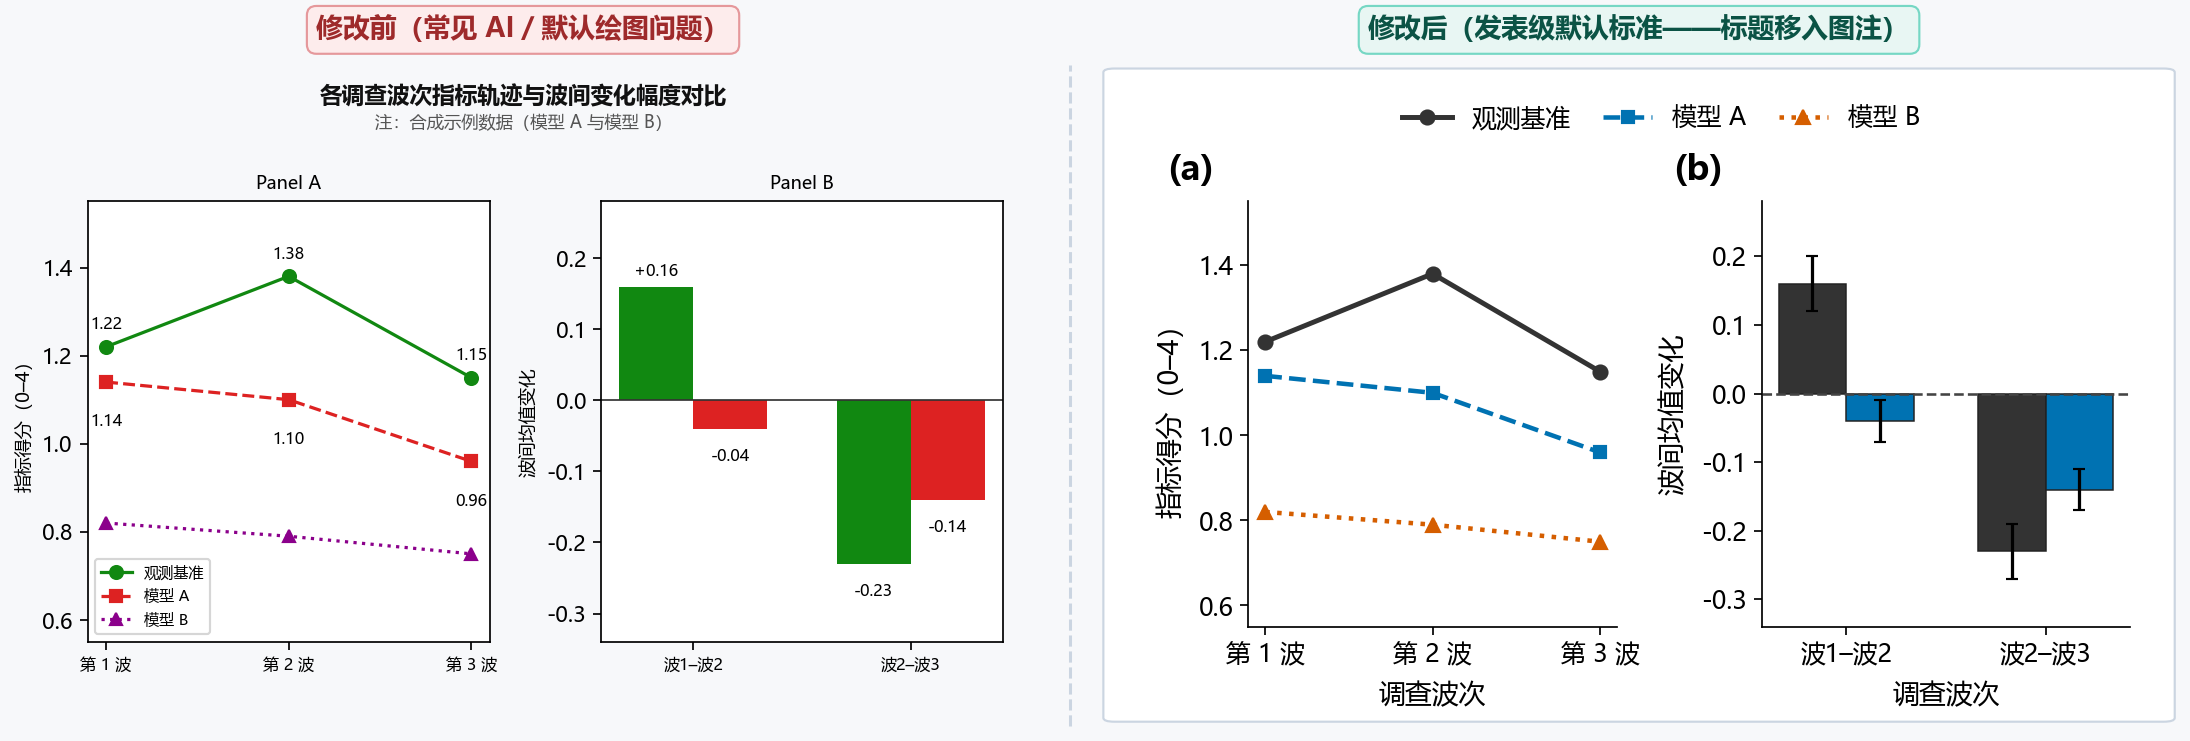 修改前（常见 AI / 默认绘图问题）
各调查波次指标轨迹与波间变化幅度对比
注：合成示例数据（模型 A 与模型 B）
Panel A
指标得分（0–4）
1.4
1.2
1.0
0.8
0.6
1.22
1.38
1.15
1.14
1.10
0.96
观测基准
模型 A
模型 B
第 1 波
第 2 波
第 3 波
Panel B
波间均值变化
0.2
0.1
0.0
-0.1
-0.2
-0.3
+0.16
-0.04
-0.23
-0.14
波1–波2
波2–波3
修改后（发表级默认标准——标题移入图注）
观测基准
模型 A
模型 B
(a)
指标得分（0–4）
1.4
1.2
1.0
0.8
0.6
第 1 波
第 2 波
第 3 波
调查波次
(b)
波间均值变化
0.2
0.1
0.0
-0.1
-0.2
-0.3
波1–波2
波2–波3
调查波次